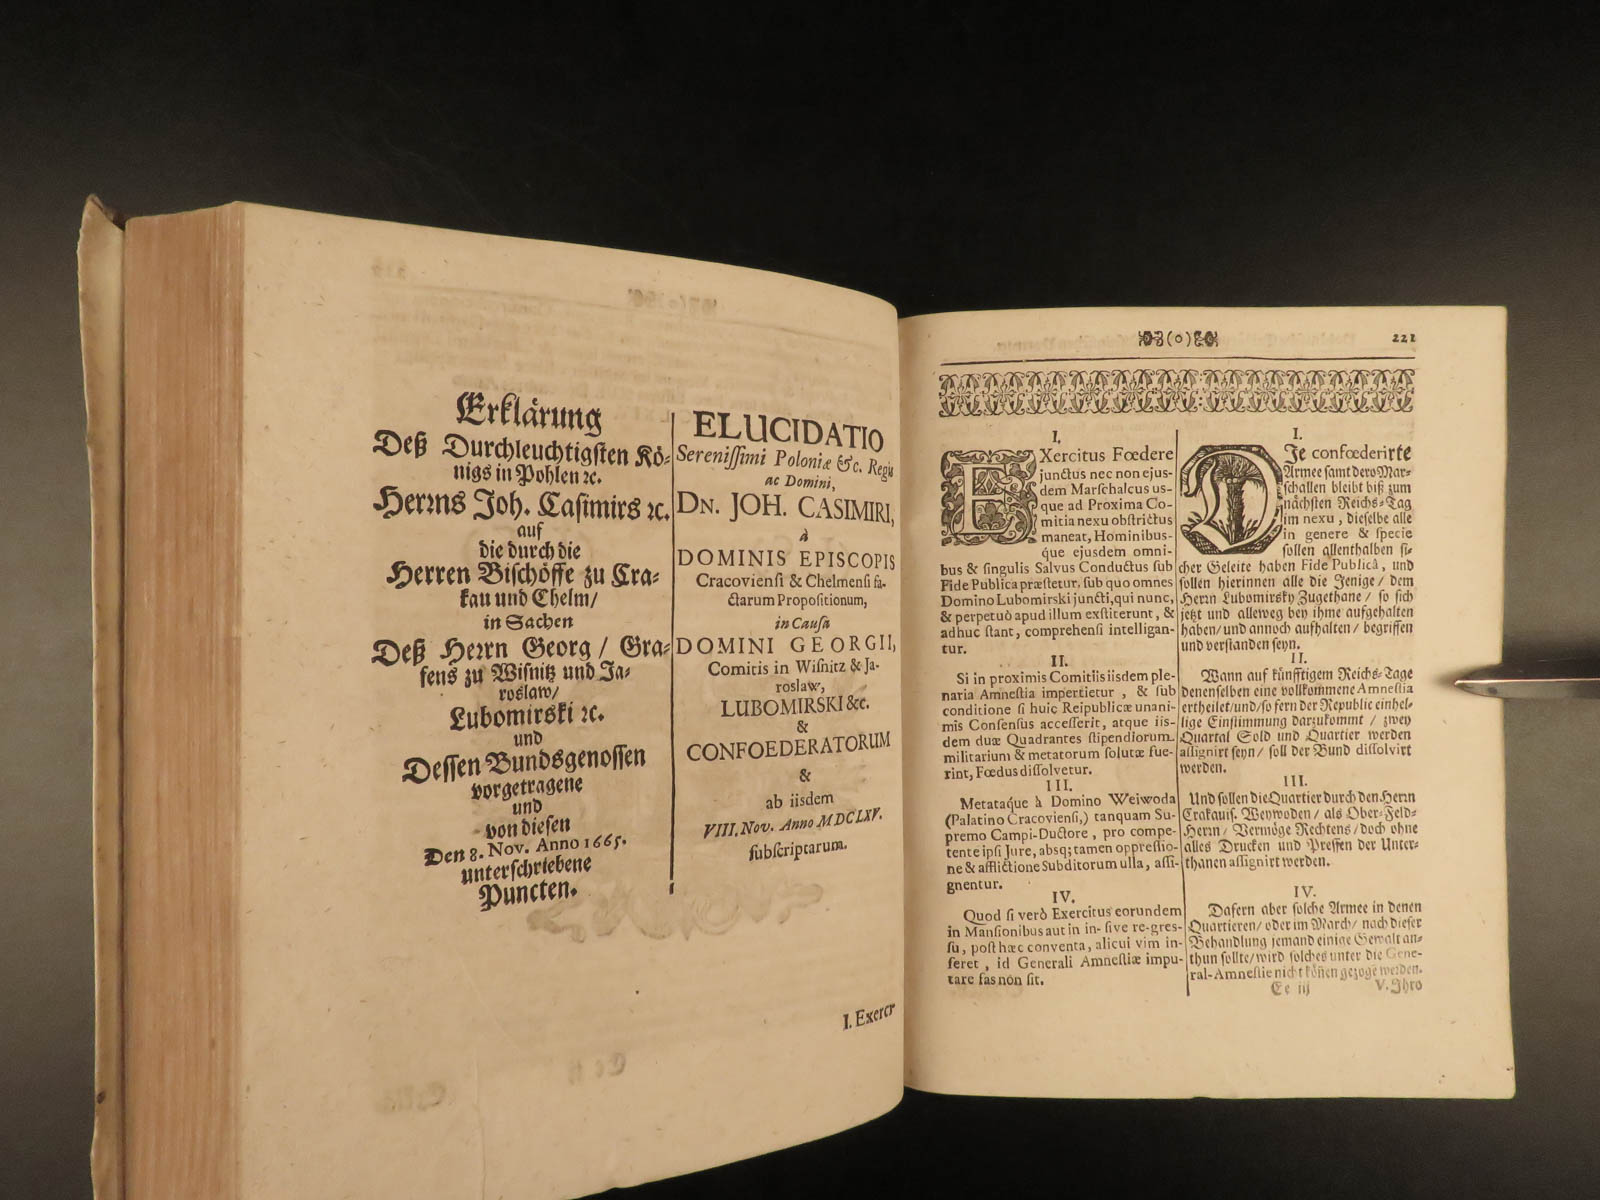 Erklärung
Deß Durchleuchtigsten Kö-
nigs in Pohlen ꝛc.
Herrns Joh. Casimirs ꝛc.
auf
die durch die
Herren Bischöffe zu Cra-
kau und Chelm/
in Sachen
Deß Herrn Georg/ Gra-
fens zu Wisnitz und Ja-
roslaw/
Lubomirski ꝛc.
und
Dessen Bundsgenossen
vorgetragene
und
von diesen
Den 8. Nov. Anno 1665.
unterschriebene
Puncten.
ELUCIDATIO
Serenissimi Poloniæ &c. Regis
ac Domini,
DN. JOH. CASIMIRI,
à
DOMINIS EPISCOPIS
Cracoviensi & Chelmensi fa-
ctarum Propositionum,
in Causa
DOMINI GEORGII,
Comitis in Wisnitz & Ja-
roslaw,
LUBOMIRSKI &c.
&
CONFOEDERATORUM
&
ab iisdem
VIII. Nov. Anno MDCLXV.
subscriptarum.
I. Exercr
(o)
221
I.
EXercitus Fœdere
junctus nec non ejus-
dem Marschalcus us-
que ad Proxima Co-
mitia nexu obstrictus
maneat, Hominibus-
que ejusdem omni-
bus & singulis Salvus Conductus sub
Fide Publica præstetur, sub quo omnes
Domino Lubomirski juncti, qui nunc,
& perpetuò apud illum exstiterunt, &
adhuc stant, comprehensi intelligan-
tur.
II.
Si in proximis Comitiis iisdem ple-
naria Amnestia impertietur, & sub
conditione si huic Reipublicæ unani-
mis Consensus accesserit, atque iis-
dem duæ Quadrantes stipendiorum
militarium & metatorum solutæ fue-
rint, Fœdus dissolvetur.
III.
Metataque à Domino Weiwoda
(Palatino Cracoviensi,) tanquam Su-
premo Campi-Ductore, pro compe-
tente ipsi Jure, absq; tamen oppressio-
ne & afflictione Subditorum ulla, assi-
gnentur.
IV.
Quod si verò Exercitus eorundem
in Mansionibus aut in in- sive re-gres-
su, post hæc conventa, alicui vim in-
feret, id Generali Amnestiæ impu-
tare fas non sit.
I.
DJe confœderirte
Armee samt dero Mar-
schallen bleibt biß zum
nächsten Reichs-Tag
im nexu, dieselbe alle
in genere & specie
sollen allenthalben si-
cher Geleite haben Fide Publicâ, und
sollen hierinnen alle die Jenige/ dem
Herrn Lubomirsky Zugethane/ so sich
jetzt und alleweg bey ihme aufgehalten
haben/ und annoch aufhalten/ begriffen
und verstanden seyn.
II.
Wann auf künfftigem Reichs-Tage
denenselben eine vollkommene Amnestia
ertheilet/ und/ so fern der Republic einhel-
lige Einstimmung darzukommt/ zwey
Quartal Sold und Quartier werden
assignirt seyn/ soll der Bund dissolvirt
werden.
III.
Und sollen die Quartier durch den Herrn
Crakauis. Weywoden/ als Ober-Feld-
Herrn/ Vermöge Rechtens/ doch ohne
alles Drucken und Pressen der Unter-
thanen assignirt werden.
IV.
Dafern aber solche Armee in denen
Quartieren/ oder im March/ nach dieser
Behandlung jemand einige Gewalt an-
thun sollte/ wird solches unter die Gene-
ral-Amnestie nicht köñen gezogẽ werden.
Ee iij
V. Jhro